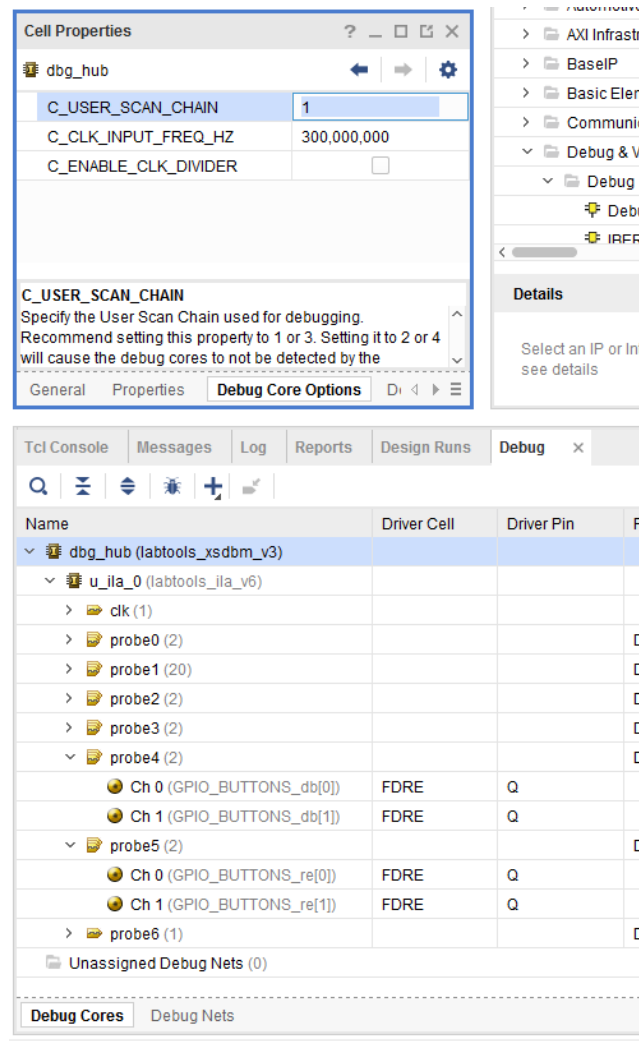 Cell Properties
dbg_hub
C_USER_SCAN_CHAIN 1
C_CLK_INPUT_FREQ_HZ 300,000,000
C_ENABLE_CLK_DIVIDER
C_USER_SCAN_CHAIN
Specify the User Scan Chain used for debugging.
Recommend setting this property to 1 or 3. Setting it to 2 or 4
will cause the debug cores to not be detected by the
General Properties Debug Core Options
AXI Infrast
BaseIP
Basic Eler
Communi
Debug & V
Debug
Deb
IBER
Details
Select an IP or In
see details
Tcl Console Messages Log Reports Design Runs Debug
Name Driver Cell Driver Pin
dbg_hub (labtools_xsdbm_v3)
u_ila_0 (labtools_ila_v6)
clk (1)
probe0 (2)
probe1 (20)
probe2 (2)
probe3 (2)
probe4 (2)
Ch 0 (GPIO_BUTTONS_db[0]) FDRE Q
Ch 1 (GPIO_BUTTONS_db[1]) FDRE Q
probe5 (2)
Ch 0 (GPIO_BUTTONS_re[0]) FDRE Q
Ch 1 (GPIO_BUTTONS_re[1]) FDRE Q
probe6 (1)
Unassigned Debug Nets (0)
Debug Cores Debug Nets